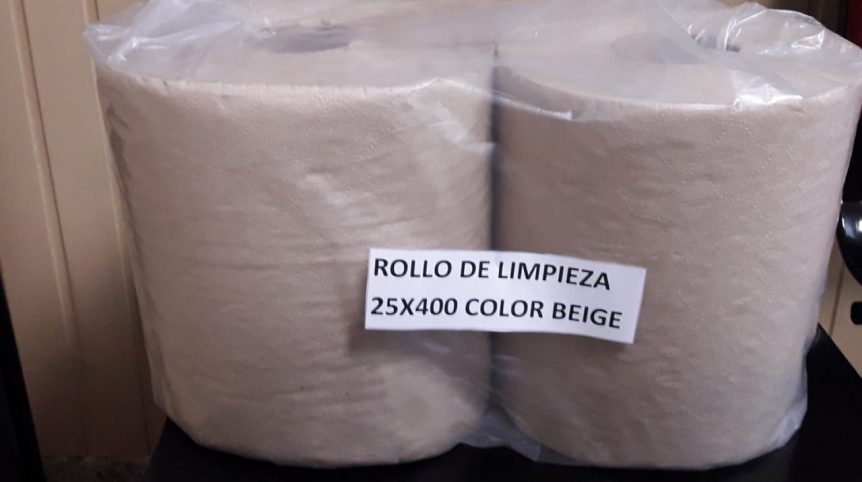 ROLLO DE LIMPIEZA
25X400 COLOR BEIGE